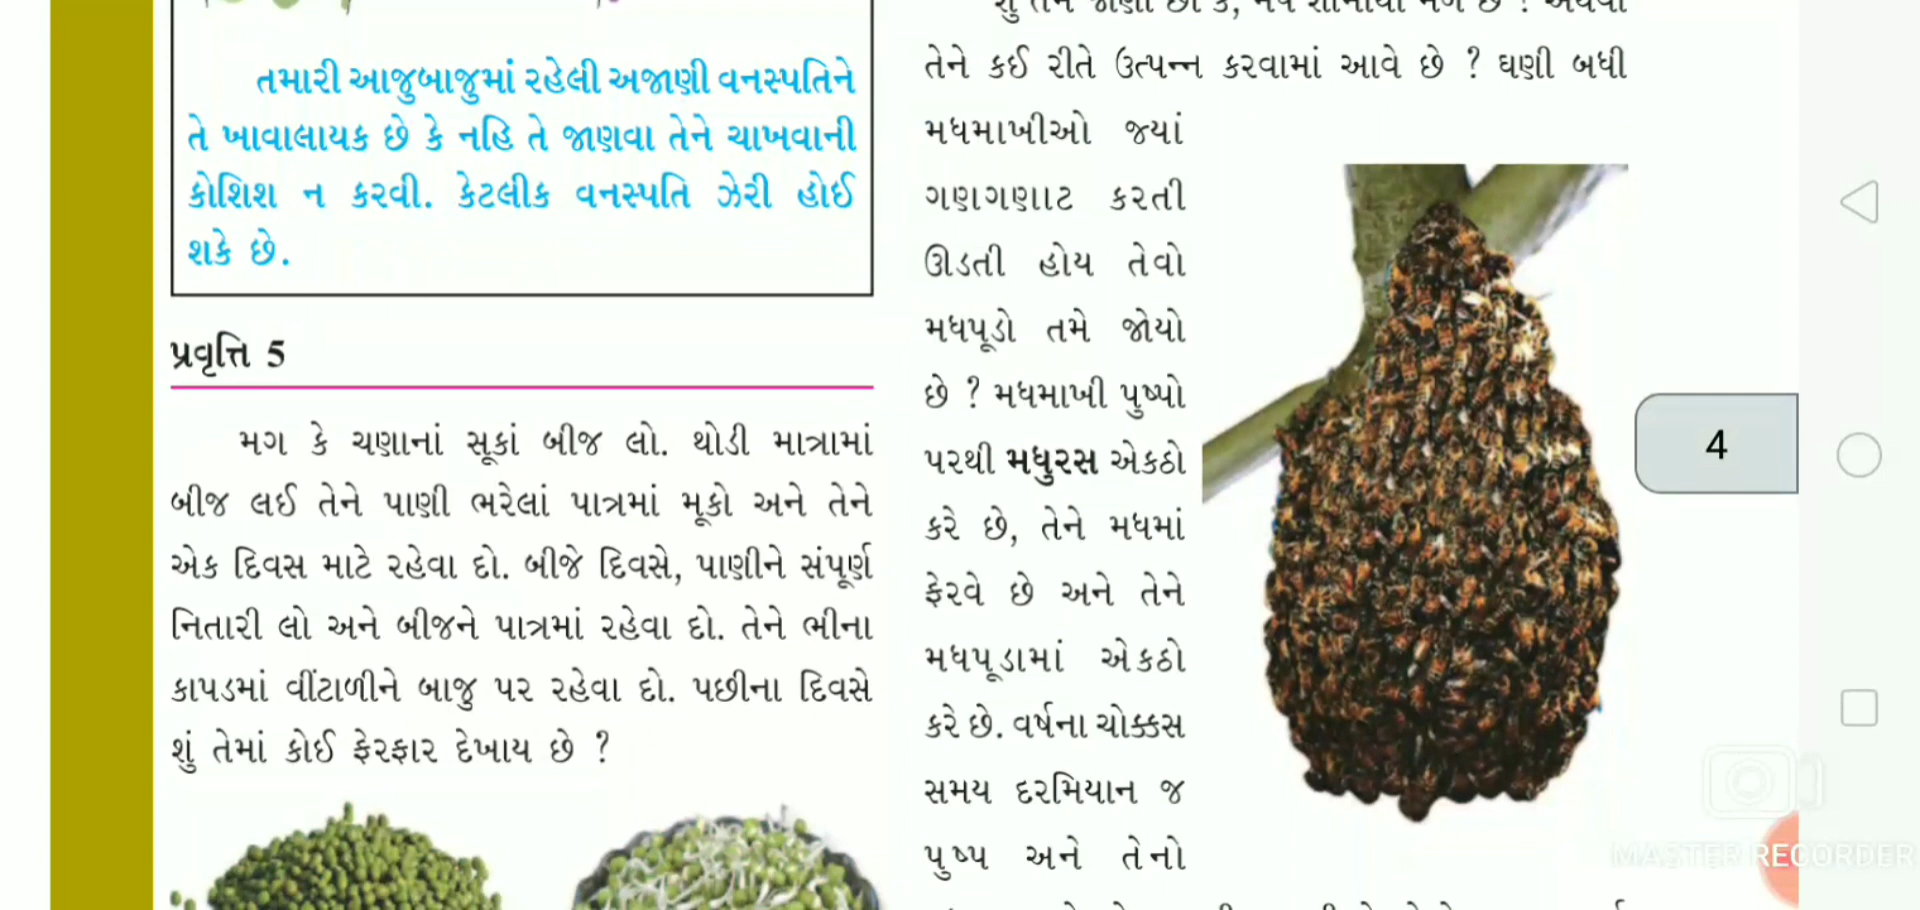 તમારી આજુબાજુમાં રહેલી અજાણી વનસ્પતિને
તે ખાવાલાયક છે કે નહિ તે જાણવા તેને ચાખવાની
કોશિશ ન કરવી. કેટલીક વનસ્પતિ ઝેરી હોઈ
શકે છે.
પ્રવૃત્તિ 5
મગ કે ચણાનાં સૂકાં બીજ લો. થોડી માત્રામાં
બીજ લઈ તેને પાણી ભરેલાં પાત્રમાં મૂકો અને તેને
એક દિવસ માટે રહેવા દો. બીજે દિવસે, પાણીને સંપૂર્ણ
નિતારી લો અને બીજને પાત્રમાં રહેવા દો. તેને ભીના
કાપડમાં વીંટાળીને બાજુ પર રહેવા દો. પછીના દિવસે
શું તેમાં કોઈ ફેરફાર દેખાય છે ?
તેને કઈ રીતે ઉત્પન્ન કરવામાં આવે છે ? ઘણી બધી
મધમાખીઓ જ્યાં
ગણગણાટ કરતી
ઊડતી હોય તેવો
મધપૂડો તમે જોયો
છે ? મધમાખી પુષ્પો
પરથી મધુરસ એકઠો
કરે છે, તેને મધમાં
ફેરવે છે અને તેને
મધપૂડામાં એકઠો
કરે છે. વર્ષના ચોક્કસ
સમય દરમિયાન જ
પુષ્પ અને તેનો
4
MASTER RECORDER